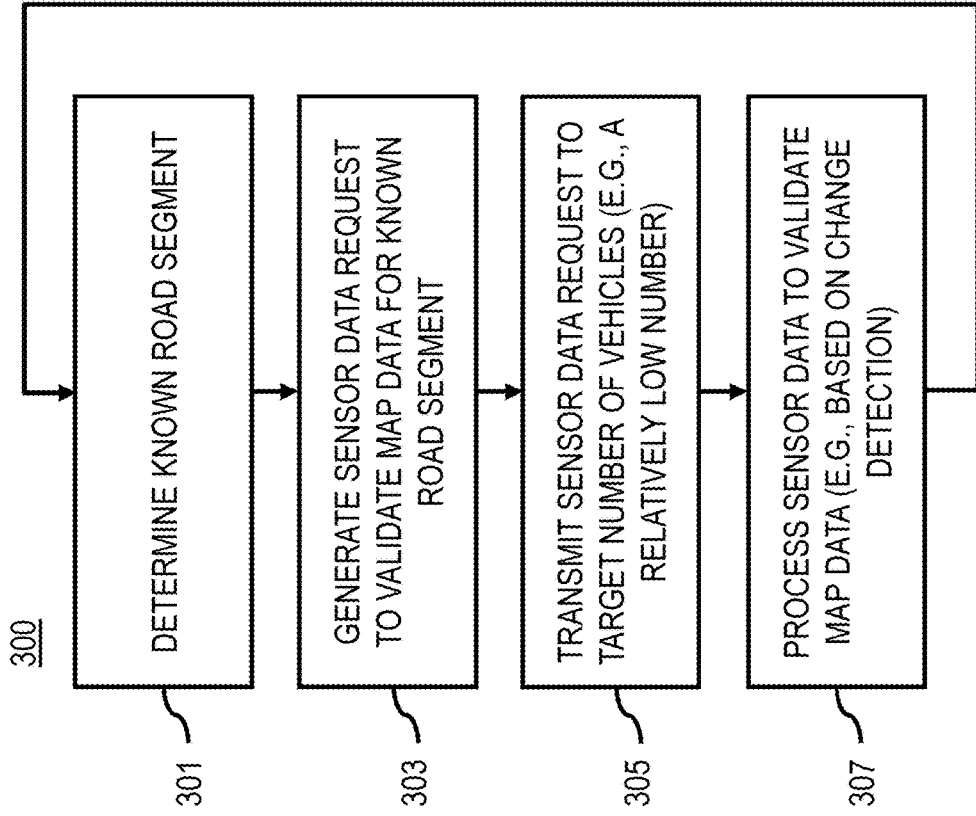 300
301
DETERMINE KNOWN ROAD SEGMENT
303
GENERATE SENSOR DATA REQUEST
TO VALIDATE MAP DATA FOR KNOWN
ROAD SEGMENT
305
TRANSMIT SENSOR DATA REQUEST TO
TARGET NUMBER OF VEHICLES (E.G., A
RELATIVELY LOW NUMBER)
307
PROCESS SENSOR DATA TO VALIDATE
MAP DATA (E.G., BASED ON CHANGE
DETECTION)